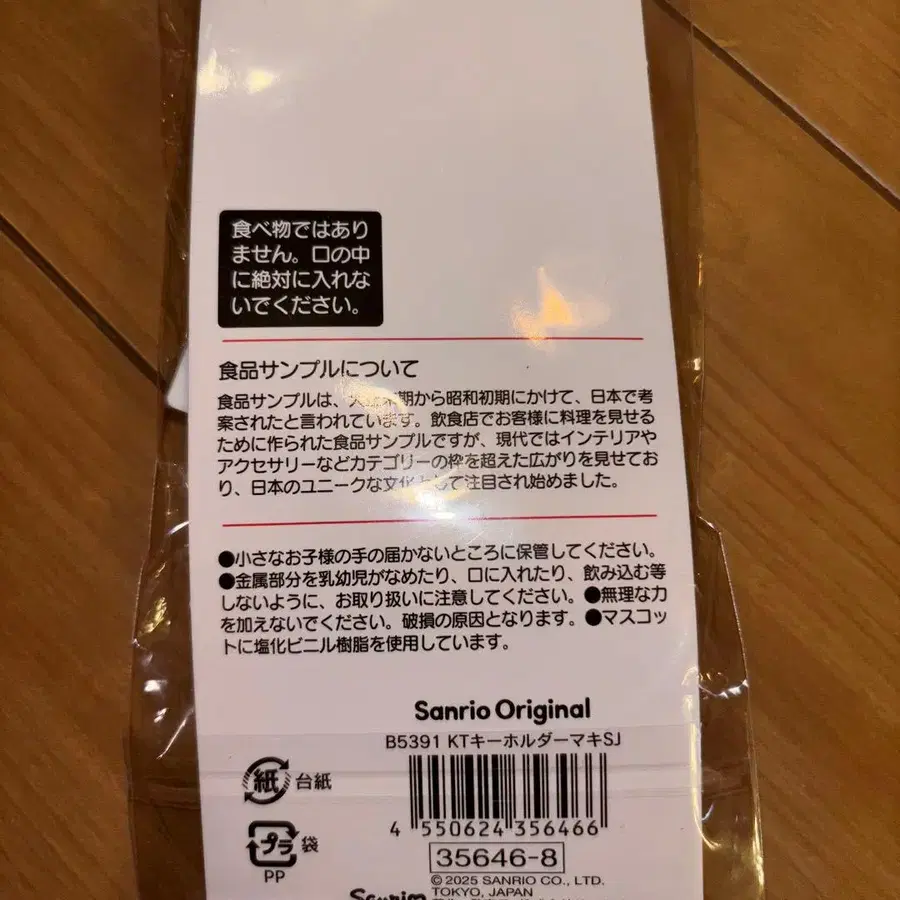 食べ物ではあり
ません。口の中
に絶対に入れな
いでください。
食品サンプルについて
食品サンプルは、大正末期から昭和初期にかけて、日本で考
案されたと言われています。飲食店でお客様に料理を見せる
ために作られた食品サンプルですが、現代ではインテリアや
アクセサリーなどカテゴリーの枠を超えた広がりを見せてお
り、日本のユニークな文化として注目され始めました。
●小さなお子様の手の届かないところに保管してください。
●金属部分を乳幼児がなめたり、口に入れたり、飲み込む等
しないように、お取り扱いに注意してください。●無理な力
を加えないでください。破損の原因となります。●マスコッ
トに塩化ビニル樹脂を使用しています。
Sanrio Original
B5391 KTキーホルダーマキSJ
紙 台紙
プラ 袋
PP
4 550624 356466
35646-8
© 2025 SANRIO CO., LTD.
TOKYO, JAPAN